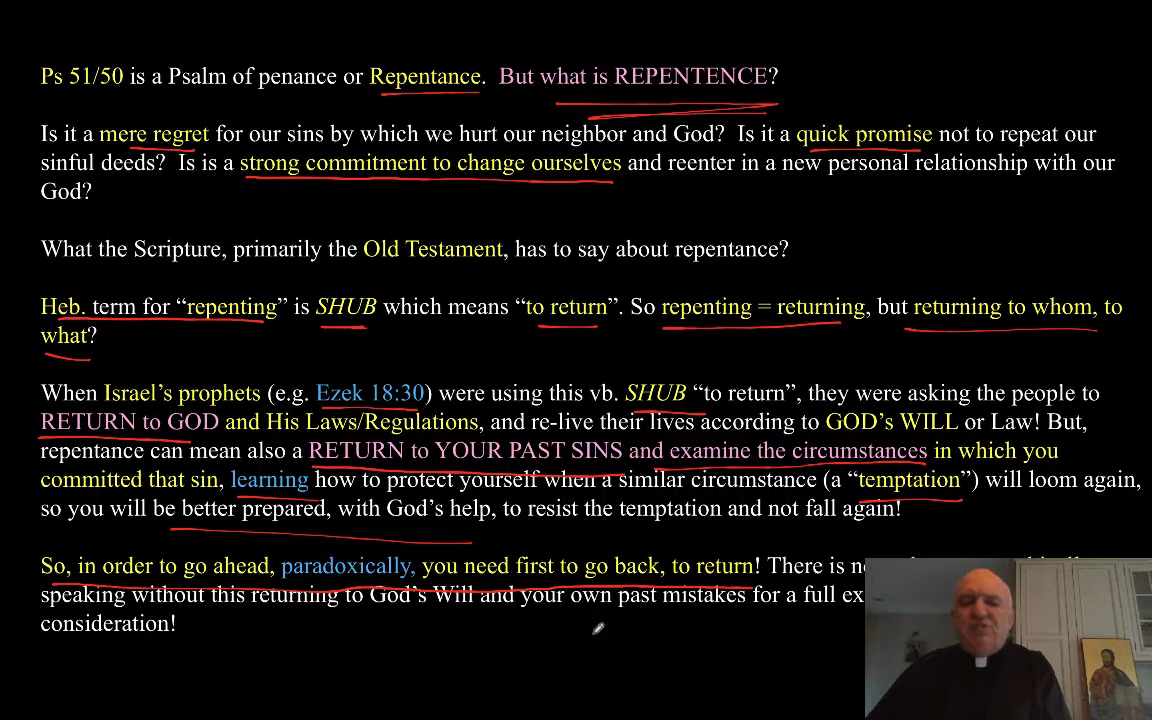 Ps 51/50 is a Psalm of penance or Repentance. But what is REPENTENCE?
Is it a mere regret for our sins by which we hurt our neighbor and God? Is it a quick promise not to repeat our
sinful deeds? Is is a strong commitment to change ourselves and reenter in a new personal relationship with our
God?
What the Scripture, primarily the Old Testament, has to say about repentance?
Heb. term for “repenting” is SHUB which means “to return”. So repenting = returning, but returning to whom, to
what?
When Israel’s prophets (e.g. Ezek 18:30) were using this vb. SHUB “to return”, they were asking the people to
RETURN to GOD and His Laws/Regulations, and re-live their lives according to GOD’s WILL or Law! But,
repentance can mean also a RETURN to YOUR PAST SINS and examine the circumstances in which you
committed that sin, learning how to protect yourself when a similar circumstance (a “temptation”) will loom again,
so you will be better prepared, with God’s help, to resist the temptation and not fall again!
So, in order to go ahead, paradoxically, you need first to go back, to return! There is
speaking without this returning to God’s Will and your own past mistakes for a full
consideration!